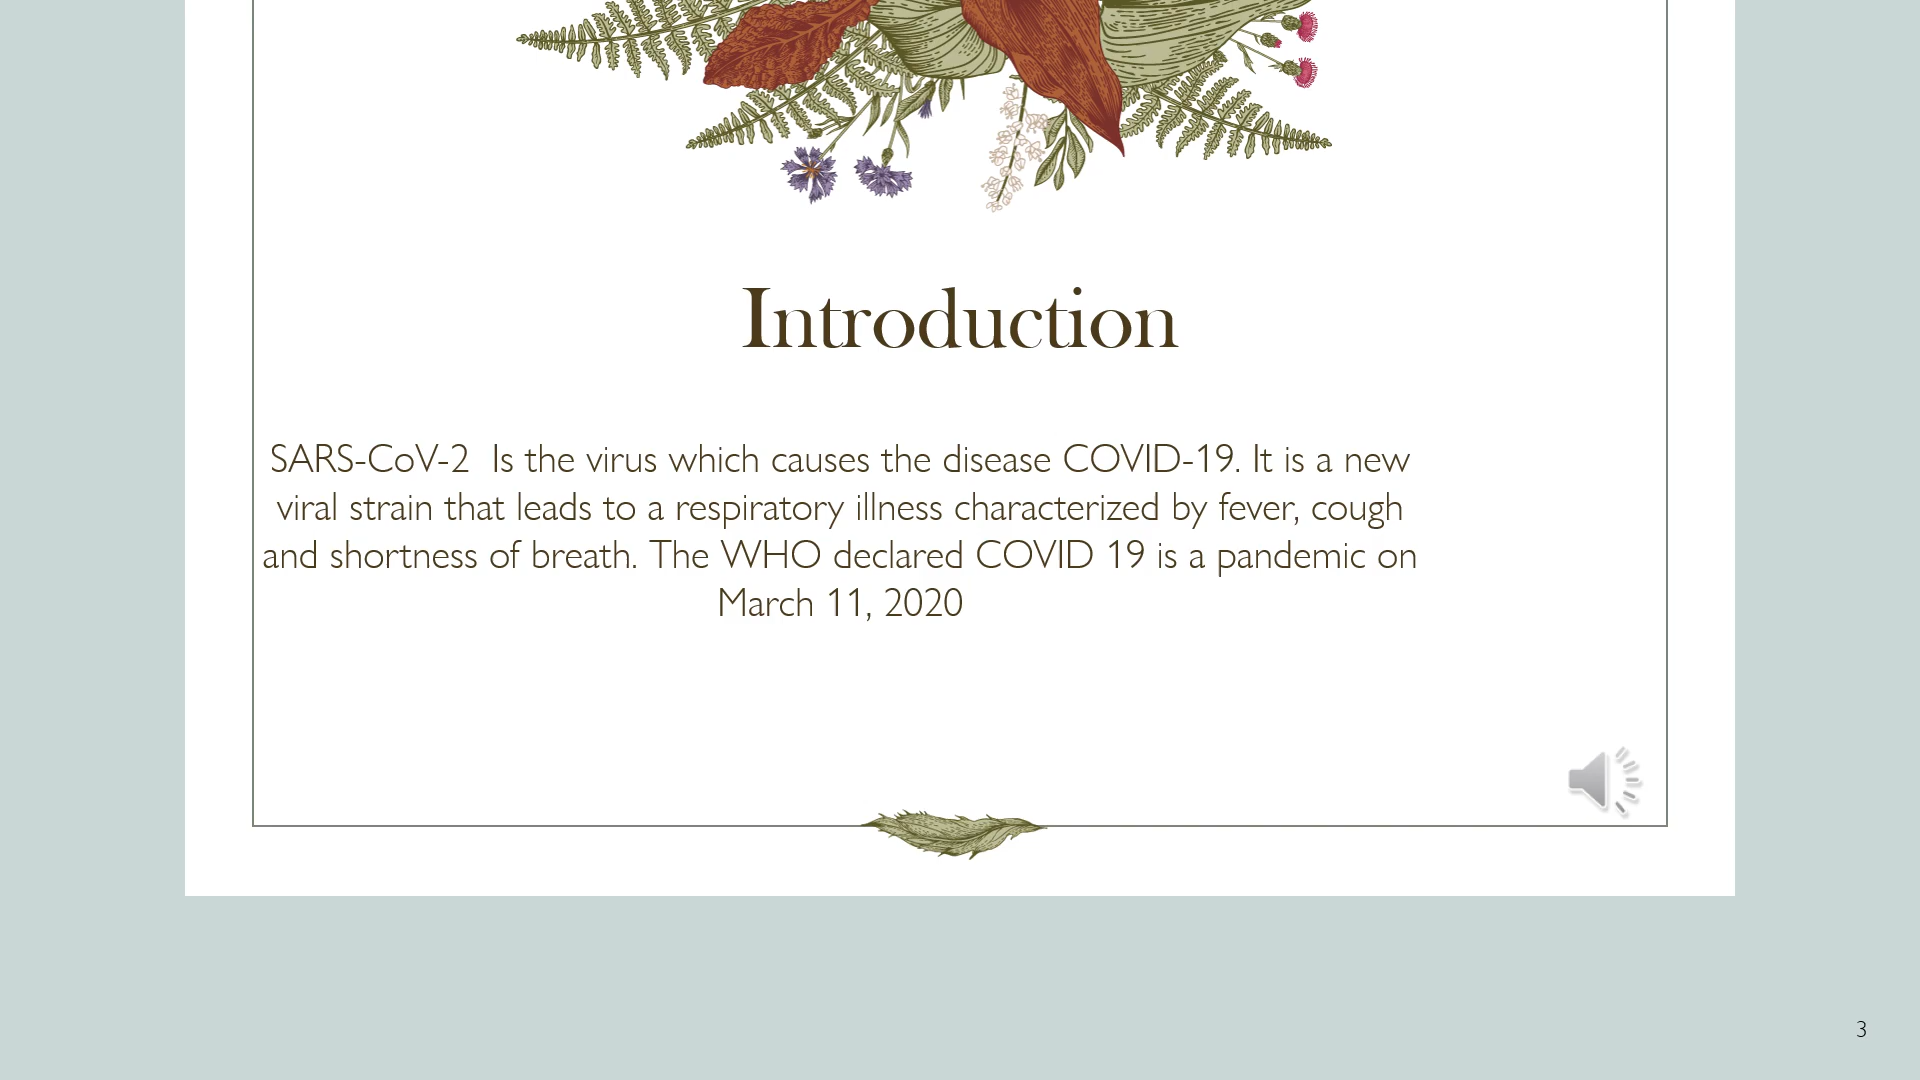 Introduction
SARS-CoV-2  Is the virus which causes the disease COVID-19. It is a new
viral strain that leads to a respiratory illness characterized by fever, cough
and shortness of breath. The WHO declared COVID 19 is a pandemic on
March 11, 2020
3